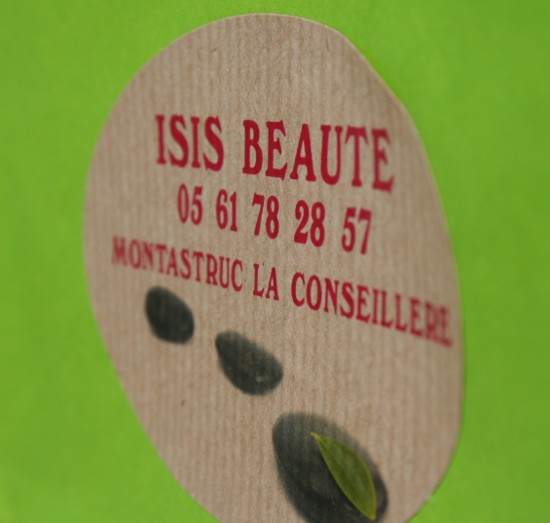 ISIS BEAUTE
05 61 78 28 57
MONTASTRUC LA CONSEILLERE